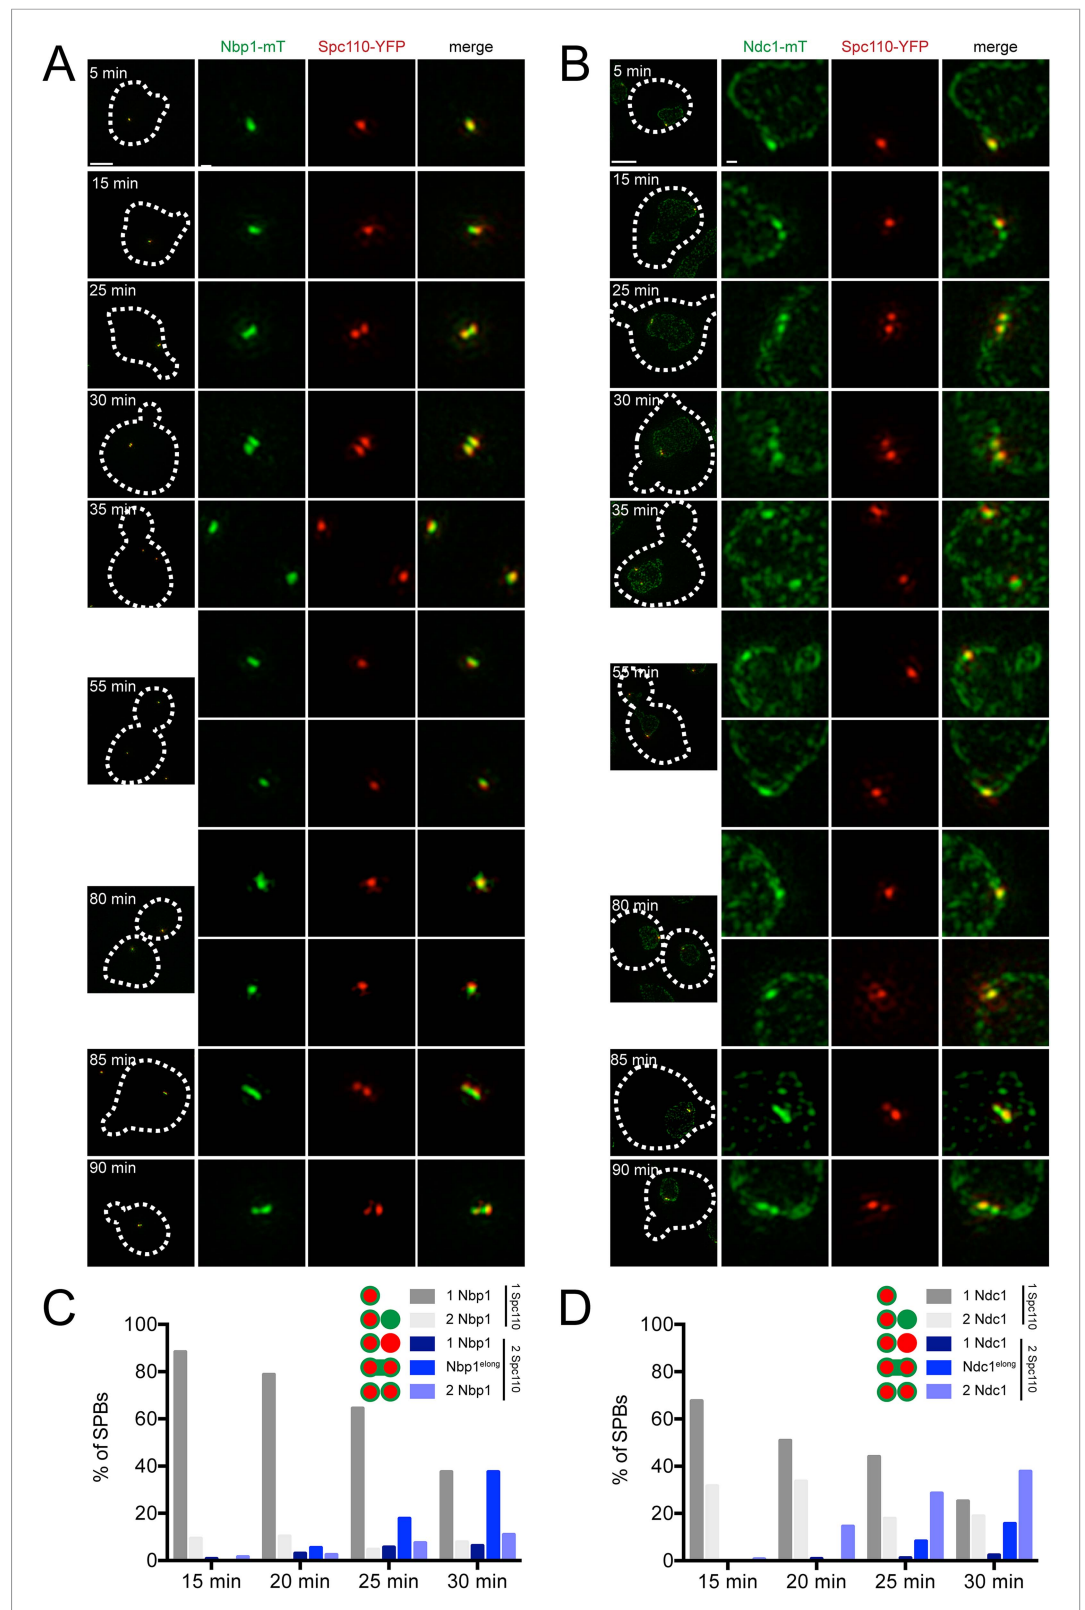 A
Nbp1-mT Spc110-YFP merge
5 min
15 min
25 min
30 min
35 min
55 min
80 min
85 min
90 min
B
Ndc1-mT Spc110-YFP merge
5 min
15 min
25 min
30 min
35 min
55 min
80 min
85 min
90 min
C
1 Nbp1
2 Nbp1
1 Spc110
1 Nbp1
Nbp1elong
2 Nbp1
2 Spc110
% of SPBs
100
80
60
40
20
0
15 min 20 min 25 min 30 min
D
1 Ndc1
2 Ndc1
1 Spc110
1 Ndc1
Ndc1elong
2 Ndc1
2 Spc110
% of SPBs
100
80
60
40
20
0
15 min 20 min 25 min 30 min